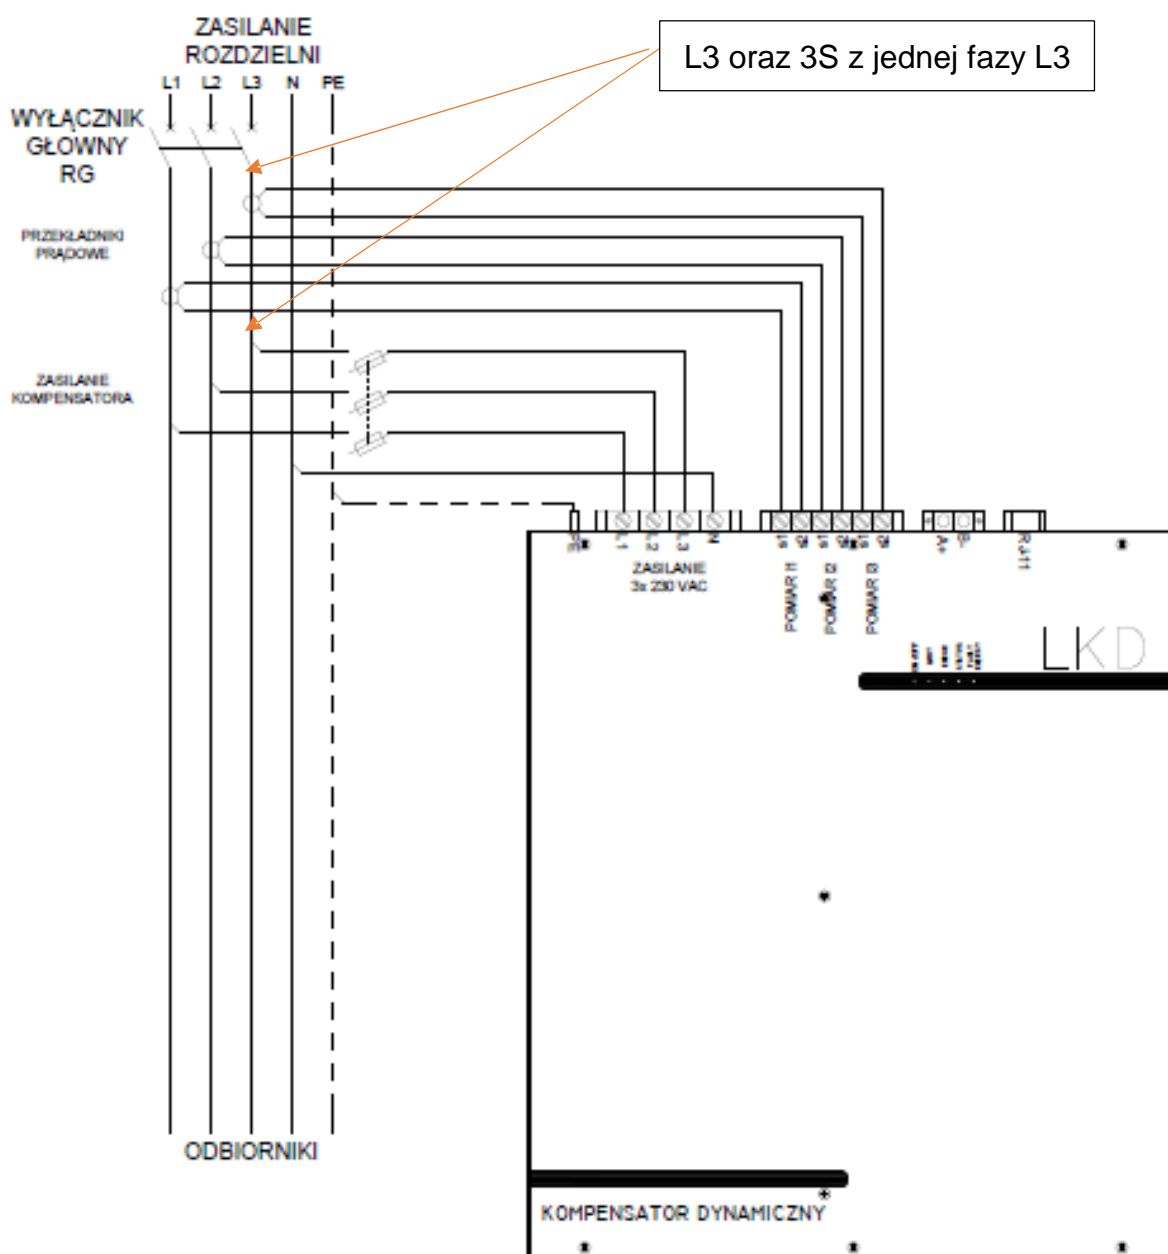 ZASILANIE
ROZDZIELNI
L3 oraz 3S z jednej fazy L3
L1 L2 L3 N PE
WYŁĄCZNIK
GŁOWNY
RG
PRZEKŁADNIKI
PRĄDOWE
ZASILANIE
KOMPENSATORA
PE
L1
L2
L3
N
s1
s2
s1
s2
s1
s2
A+
B-
RJ-11
ZASILANIE
3x 230 VAC
POMIAR I1
POMIAR I2
POMIAR I3
LKD
ODBIORNIKI
KOMPENSATOR DYNAMICZNY